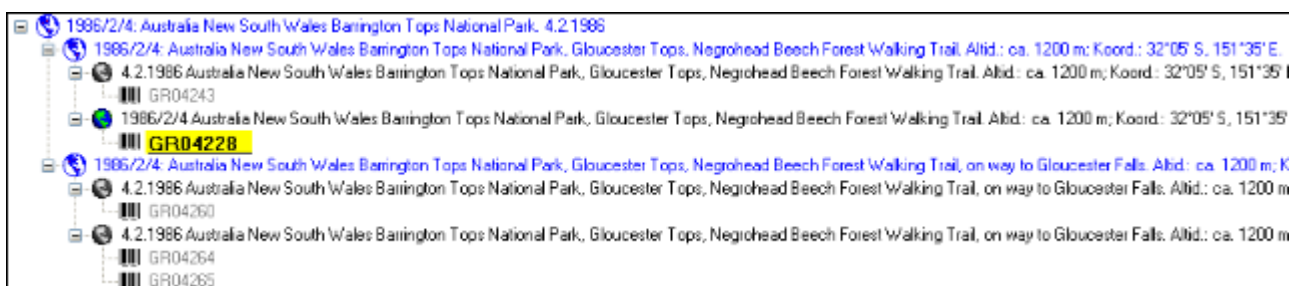 1986/2/4: Australia New South Wales Barrington Tops National Park. 4.2.1986
1986/2/4: Australia New South Wales Barrington Tops National Park, Gloucester Tops, Negrohead Beech Forest Walking Trail. Altid.: ca. 1200 m; Koord.: 32°05' S, 151°35' E.
4.2.1986 Australia New South Wales Barrington Tops National Park, Gloucester Tops, Negrohead Beech Forest Walking Trail. Altid.: ca. 1200 m; Koord.: 32°05' S, 151°35'
GR04243
1986/2/4 Australia New South Wales Barrington Tops National Park, Gloucester Tops, Negrohead Beech Forest Walking Trail. Altid.: ca. 1200 m; Koord.: 32°05' S, 151°35'
GR04228
1986/2/4: Australia New South Wales Barrington Tops National Park, Gloucester Tops, Negrohead Beech Forest Walking Trail, on way to Gloucester Falls. Altid.: ca. 1200 m; K
4.2.1986 Australia New South Wales Barrington Tops National Park, Gloucester Tops, Negrohead Beech Forest Walking Trail, on way to Gloucester Falls. Altid.: ca. 1200 m
GR04260
4.2.1986 Australia New South Wales Barrington Tops National Park, Gloucester Tops, Negrohead Beech Forest Walking Trail, on way to Gloucester Falls. Altid.: ca. 1200 m
GR04264
GR04265